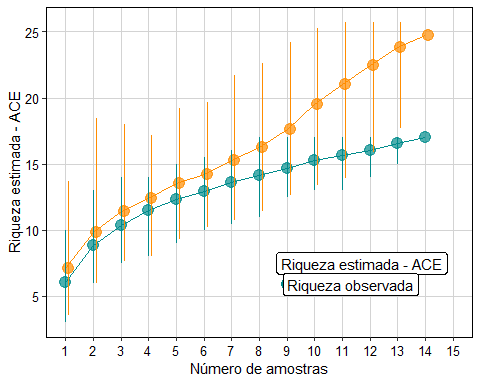 25
20
15
10
5
Riqueza estimada - ACE
Riqueza estimada - ACE
Riqueza observada
1 2 3 4 5 6 7 8 9 10 11 12 13 14 15
Número de amostras